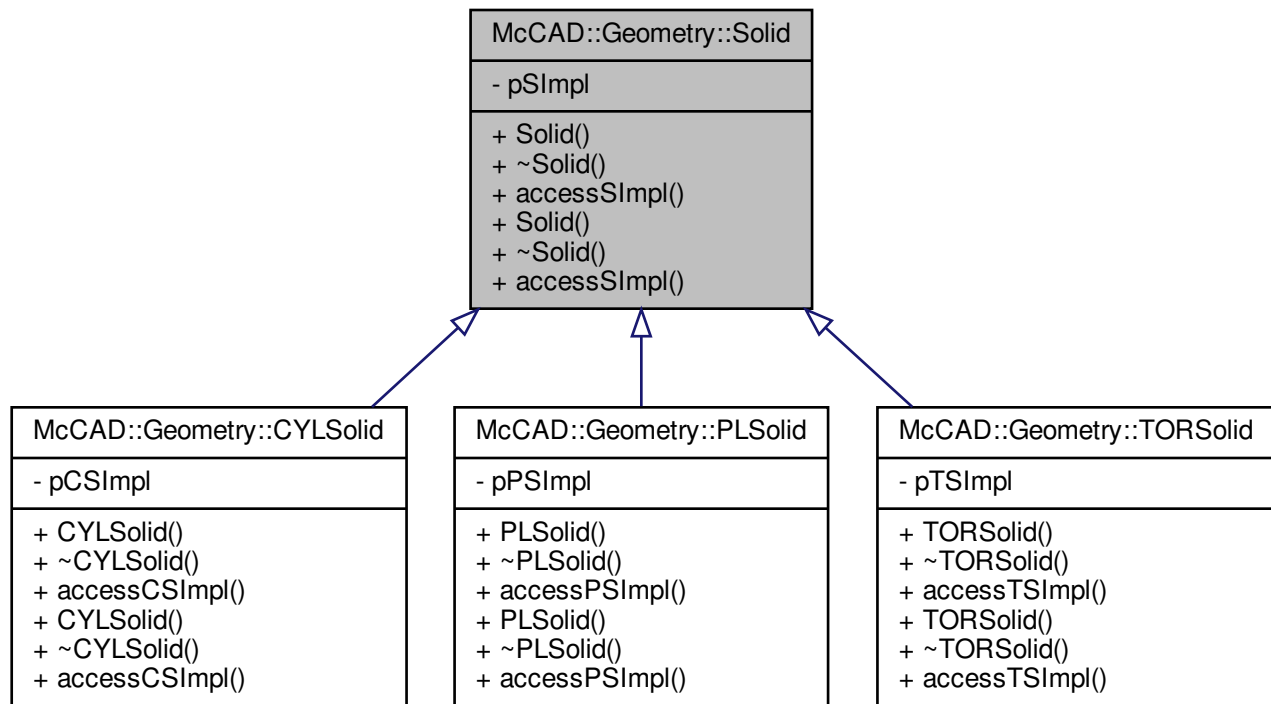 McCAD::Geometry::Solid
- pSImpl
+ Solid()
+ ~Solid()
+ accessSImpl()
+ Solid()
+ ~Solid()
+ accessSImpl()
McCAD::Geometry::CYLSolid
- pCSImpl
+ CYLSolid()
+ ~CYLSolid()
+ accessCSImpl()
+ CYLSolid()
+ ~CYLSolid()
+ accessCSImpl()
McCAD::Geometry::PLSolid
- pPSImpl
+ PLSolid()
+ ~PLSolid()
+ accessPSImpl()
+ PLSolid()
+ ~PLSolid()
+ accessPSImpl()
McCAD::Geometry::TORSolid
- pTSImpl
+ TORSolid()
+ ~TORSolid()
+ accessTSImpl()
+ TORSolid()
+ ~TORSolid()
+ accessTSImpl()